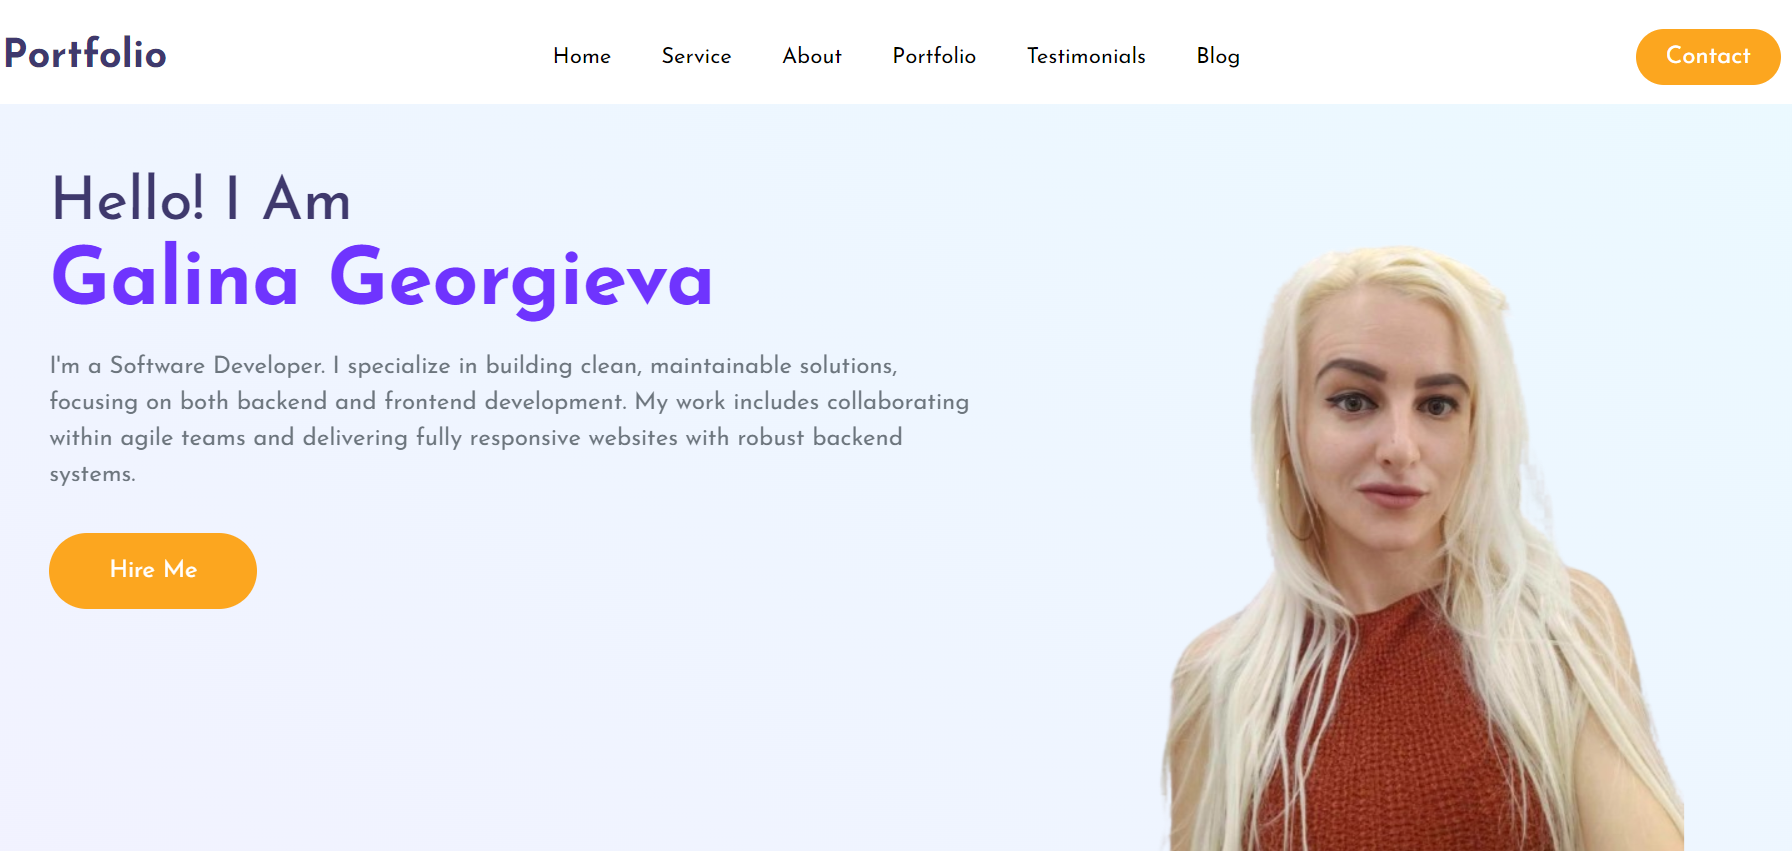 Portfolio
Home Service About Portfolio Testimonials Blog
Contact
Hello! I Am
Galina Georgieva
I'm a Software Developer. I specialize in building clean, maintainable solutions,
focusing on both backend and frontend development. My work includes collaborating
within agile teams and delivering fully responsive websites with robust backend
systems.
Hire Me